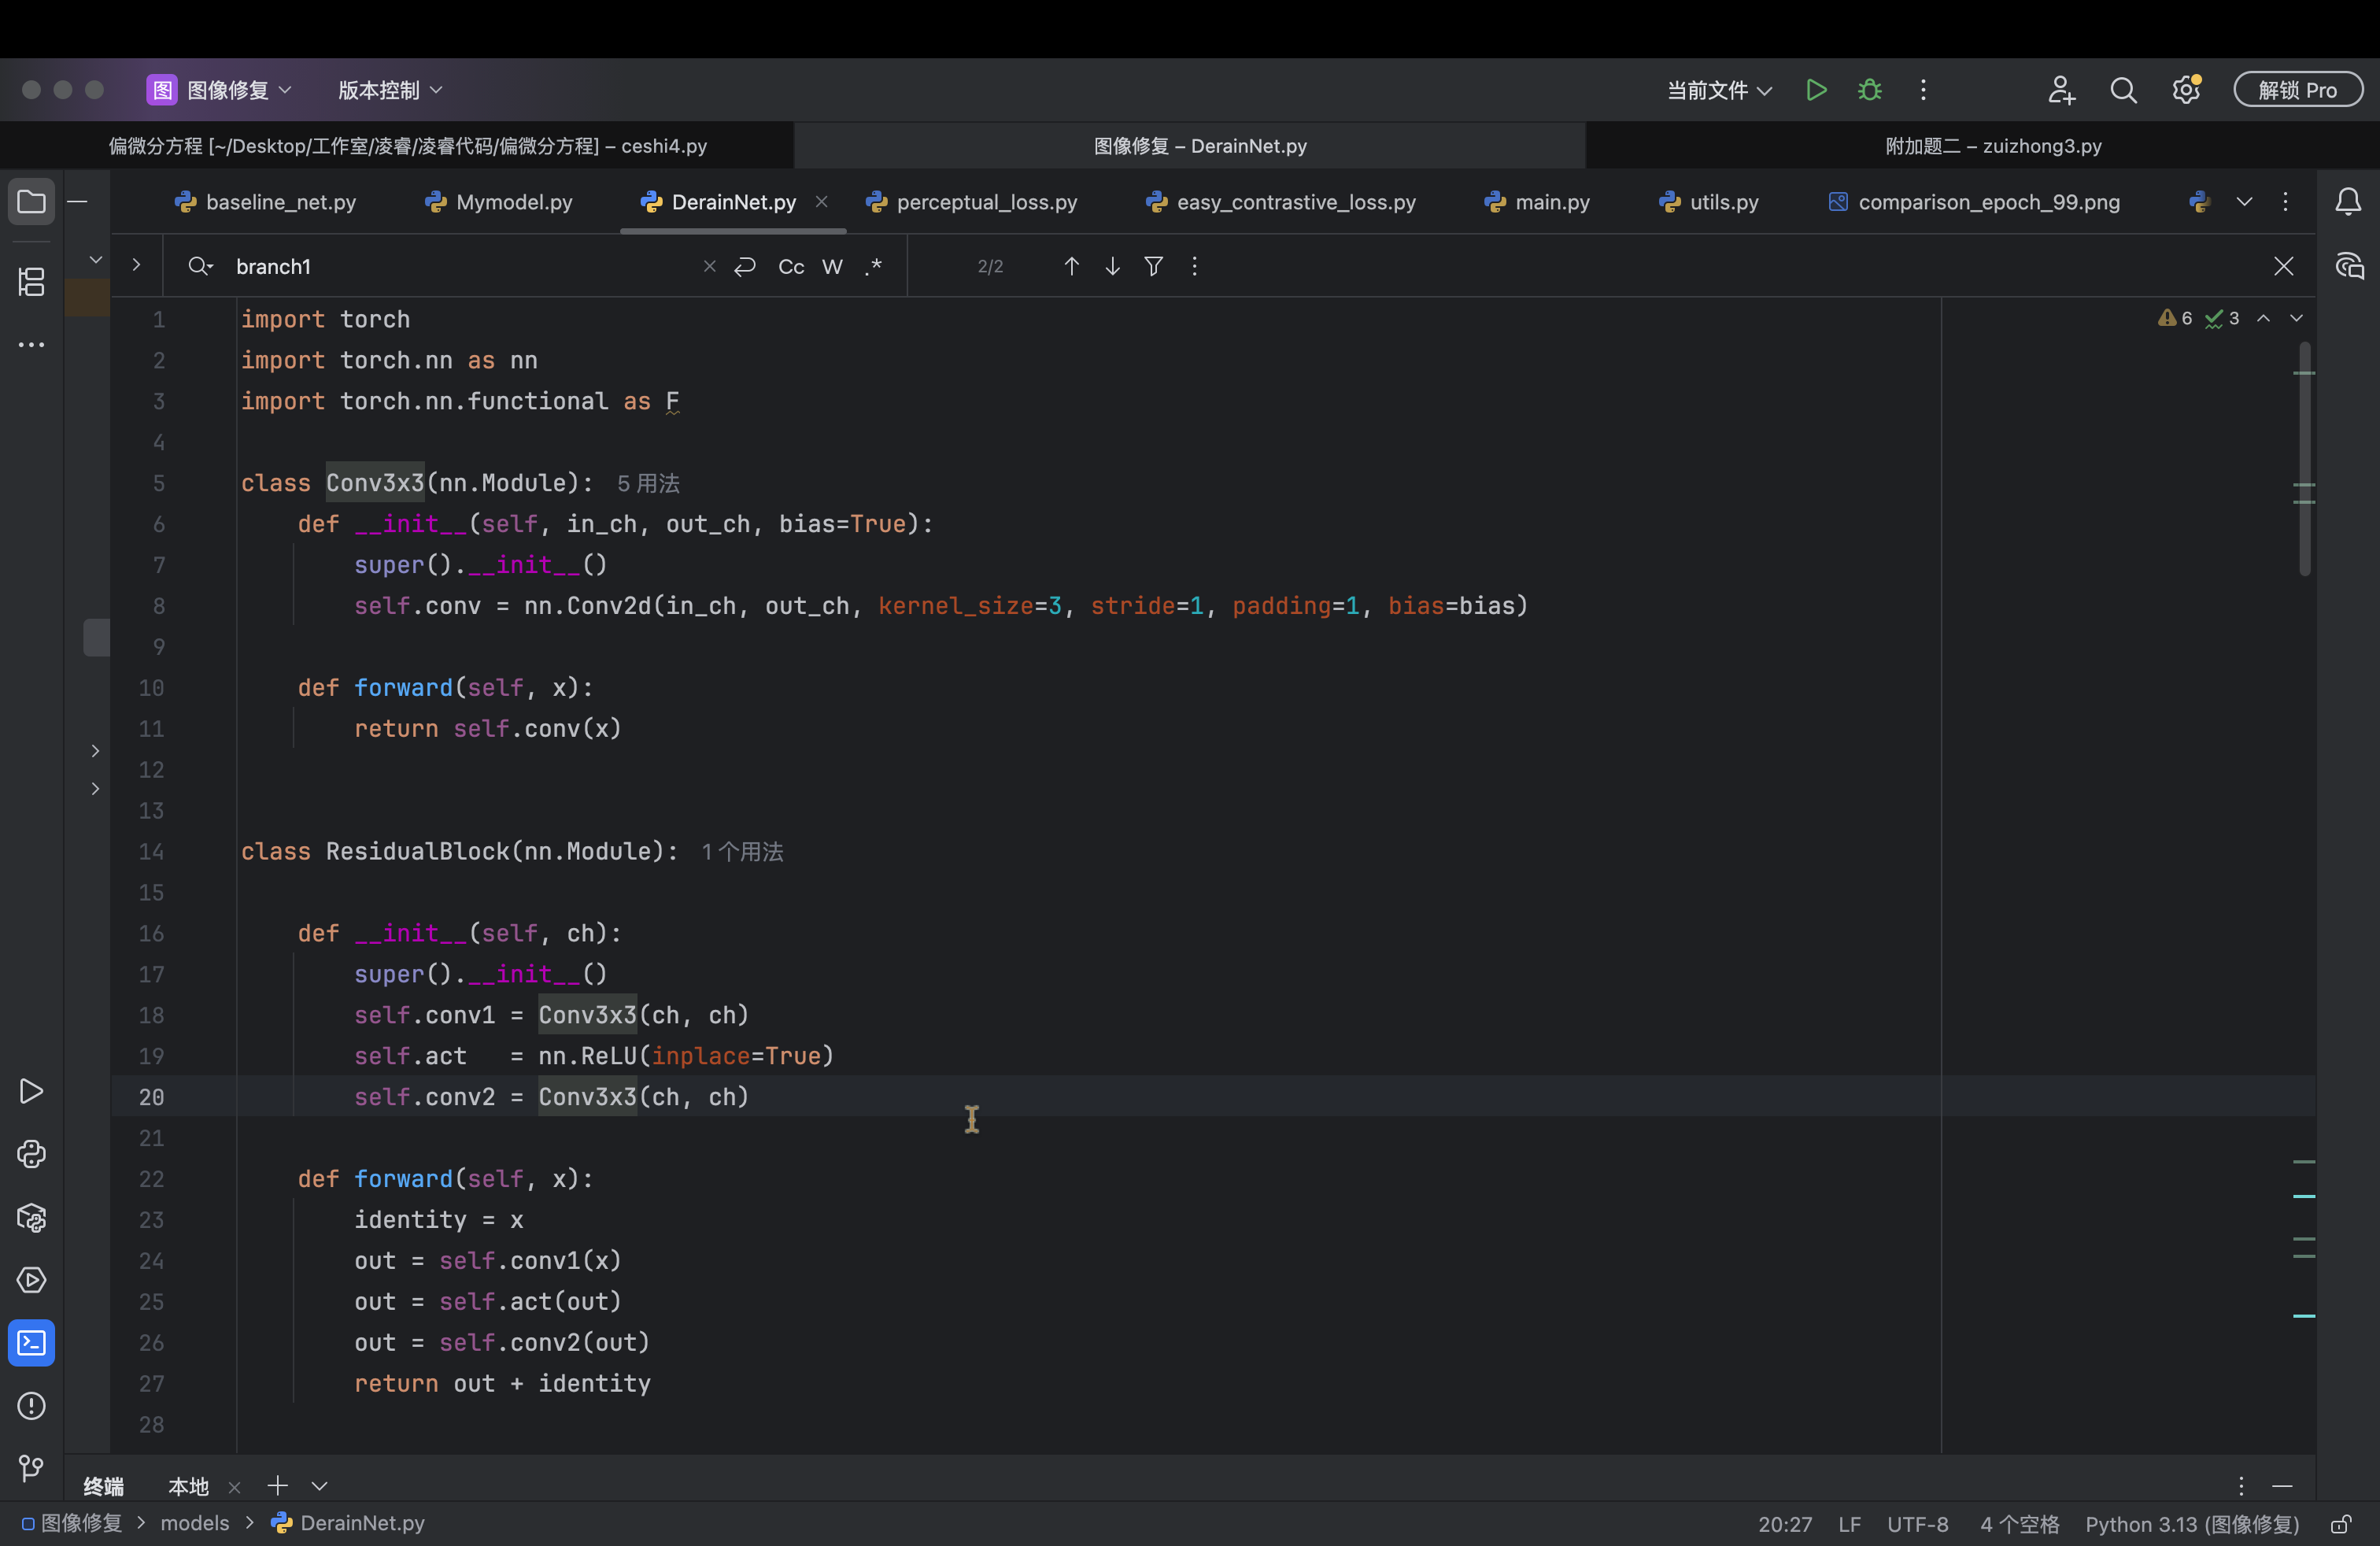 图 图像修复 版本控制 当前文件 解锁 Pro
偏微分方程 [~/Desktop/工作室/凌睿/凌睿代码/偏微分方程] – ceshi4.py 图像修复 – DerainNet.py 附加题二 – zuizhong3.py
baseline_net.py Mymodel.py DerainNet.py perceptual_loss.py easy_contrastive_loss.py main.py utils.py comparison_epoch_99.png
branch1 Cc W .* 2/2
6 3
1 import torch
2 import torch.nn as nn
3 import torch.nn.functional as F
4
5 class Conv3x3(nn.Module): 5 用法
6 def __init__(self, in_ch, out_ch, bias=True):
7 super().__init__()
8 self.conv = nn.Conv2d(in_ch, out_ch, kernel_size=3, stride=1, padding=1, bias=bias)
9
10 def forward(self, x):
11 return self.conv(x)
12
13
14 class ResidualBlock(nn.Module): 1 个用法
15
16 def __init__(self, ch):
17 super().__init__()
18 self.conv1 = Conv3x3(ch, ch)
19 self.act   = nn.ReLU(inplace=True)
20 self.conv2 = Conv3x3(ch, ch)
21
22 def forward(self, x):
23 identity = x
24 out = self.conv1(x)
25 out = self.act(out)
26 out = self.conv2(out)
27 return out + identity
28
终端 本地
图像修复 > models > DerainNet.py 20:27 LF UTF-8 4 个空格 Python 3.13 (图像修复)